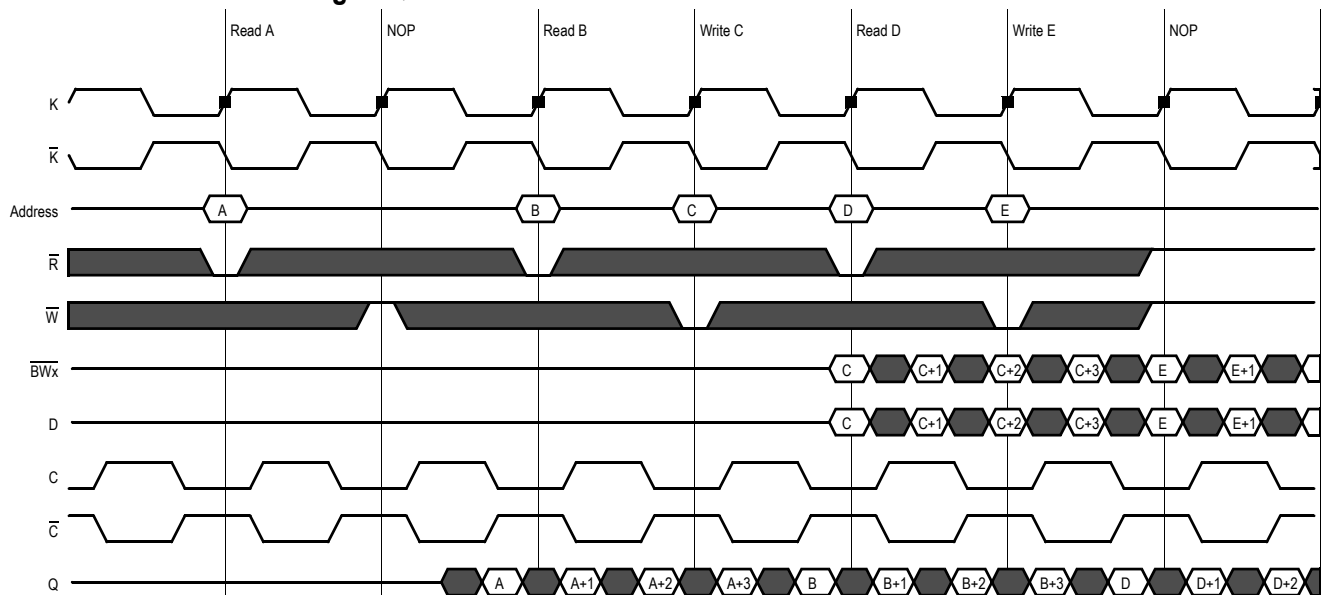 Read A NOP Read B Write C Read D Write E NOP
K
K̅
Address A B C D E
R̅
W̅
B̅W̅x̅ C C+1 C+2 C+3 E E+1
D C C+1 C+2 C+3 E E+1
C
C̅
Q A A+1 A+2 A+3 B B+1 B+2 B+3 D D+1 D+2